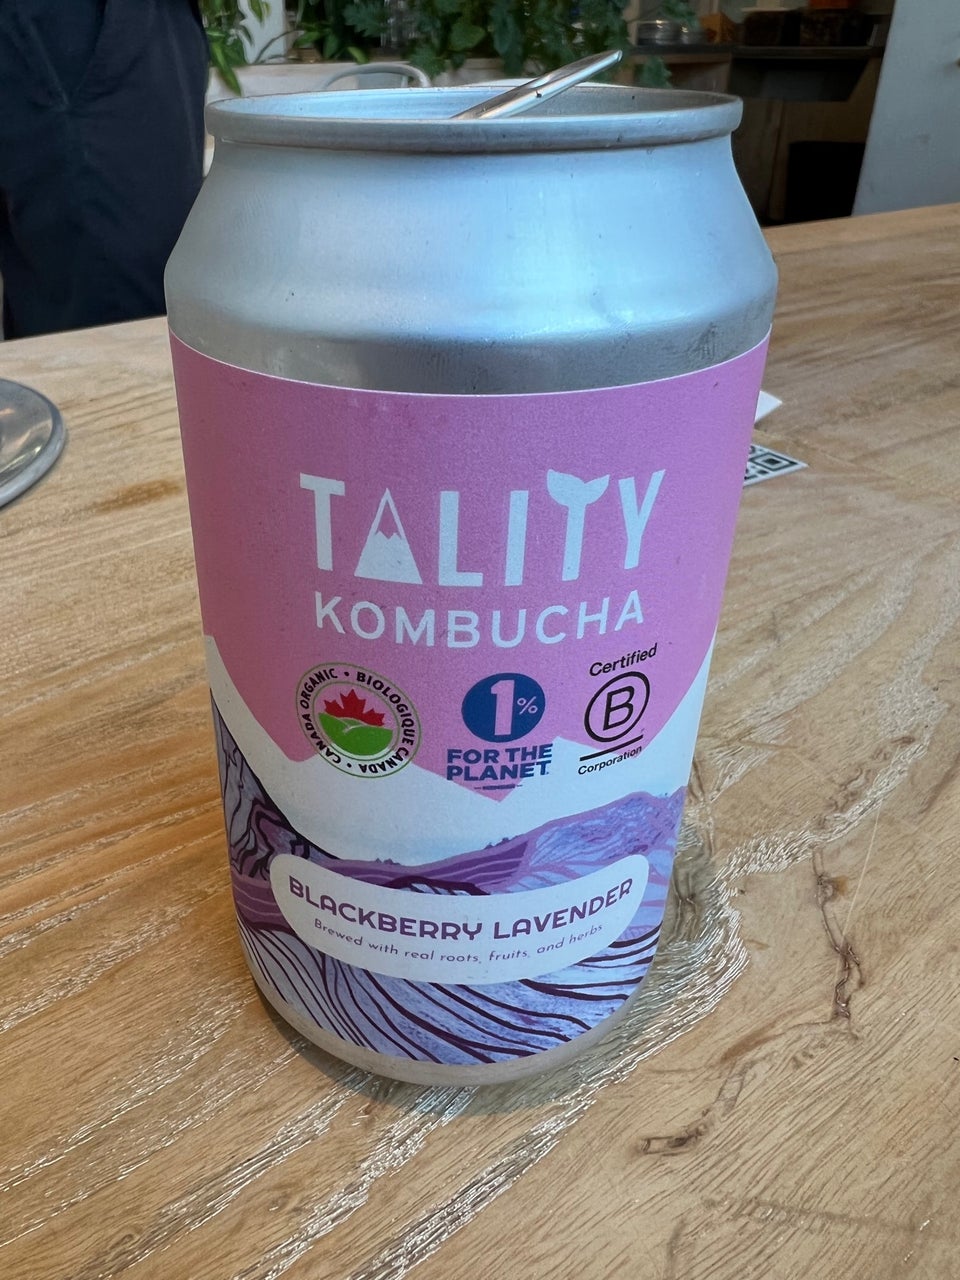 TALITY
KOMBUCHA
CANADA ORGANIC • BIOLOGIQUE CANADA •
1%
FOR THE
PLANET
Certified
B
Corporation
BLACKBERRY LAVENDER
Brewed with real roots, fruits, and herbs